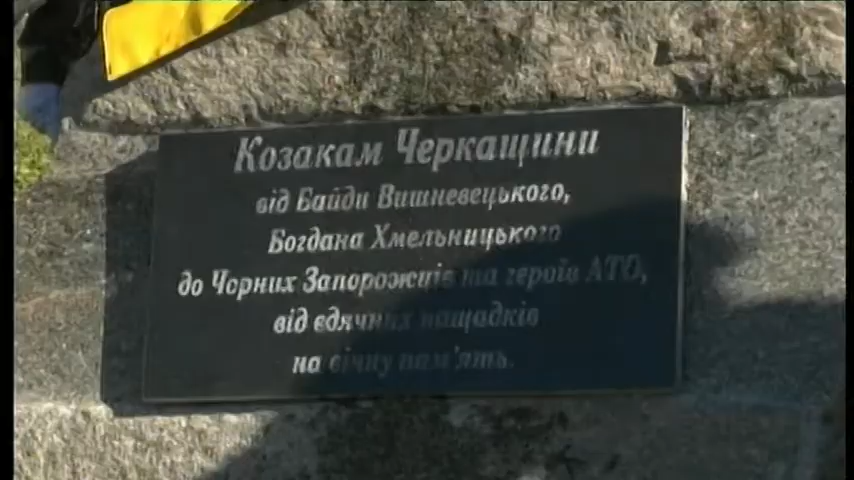 Козакам Черкащини
від Байди Вишневецького,
Богдана Хмельницького
до Чорних Запорожців та героїв АТО,
від вдячних нащадків
на вічну пам'ять.